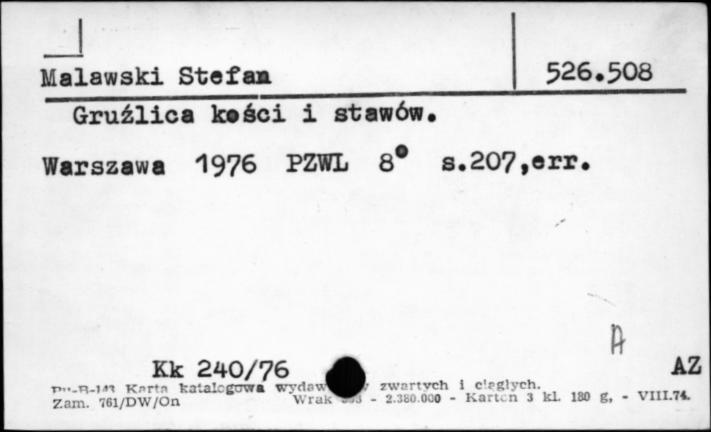 Malawski Stefan 526.508
Gruźlica kości i stawów.
Warszawa 1976 PZWL 8° s.207,err.
A
Kk 240/76 AZ
Karta katalogowa zwartych i ciągłych.
Zam. 761/DW/On Wrak - 2.380.000 - Karton 3 kl. 180 g, - VIII.74.